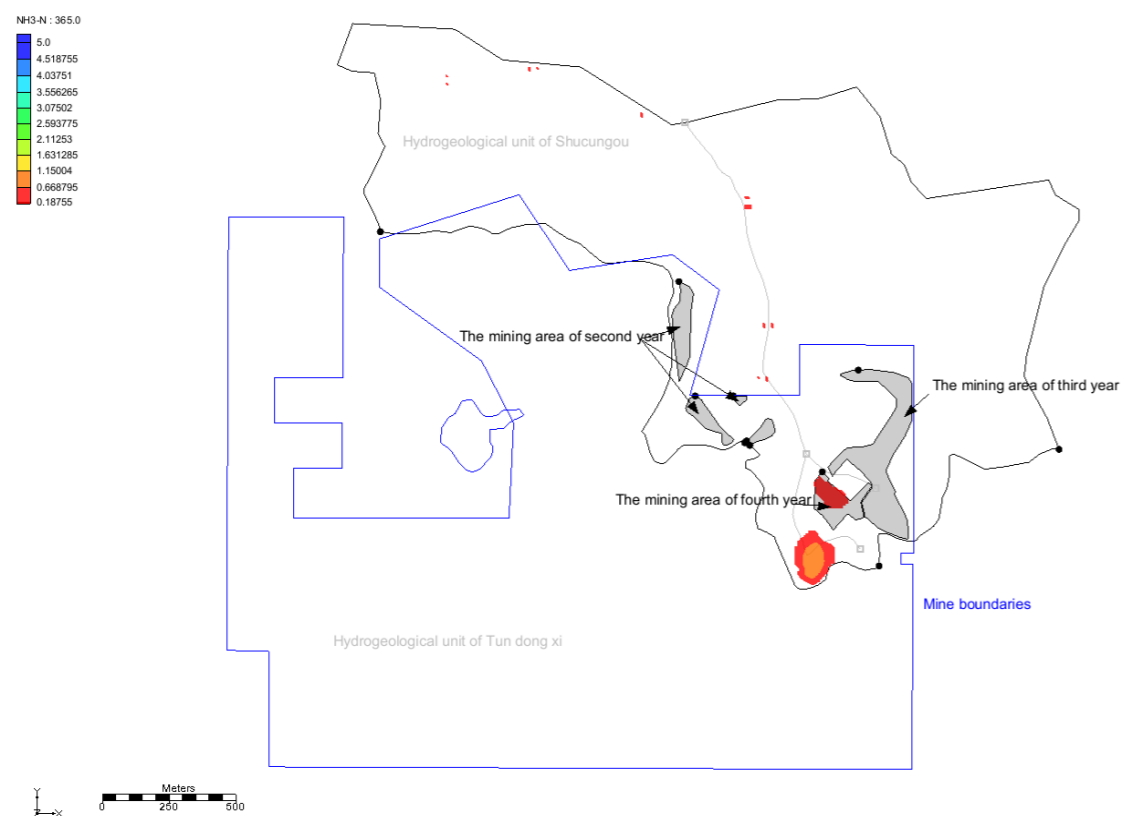 NH3-N : 365.0
5.0
4.518755
4.03751
3.556265
3.07502
2.593775
2.11253
1.631285
1.15004
0.668795
0.18755
Hydrogeological unit of Shucungou
The mining area of second year
The mining area of third year
The mining area of fourth year
Mine boundaries
Hydrogeological unit of Tun dong xi
Meters
0 250 500
Y
Z X